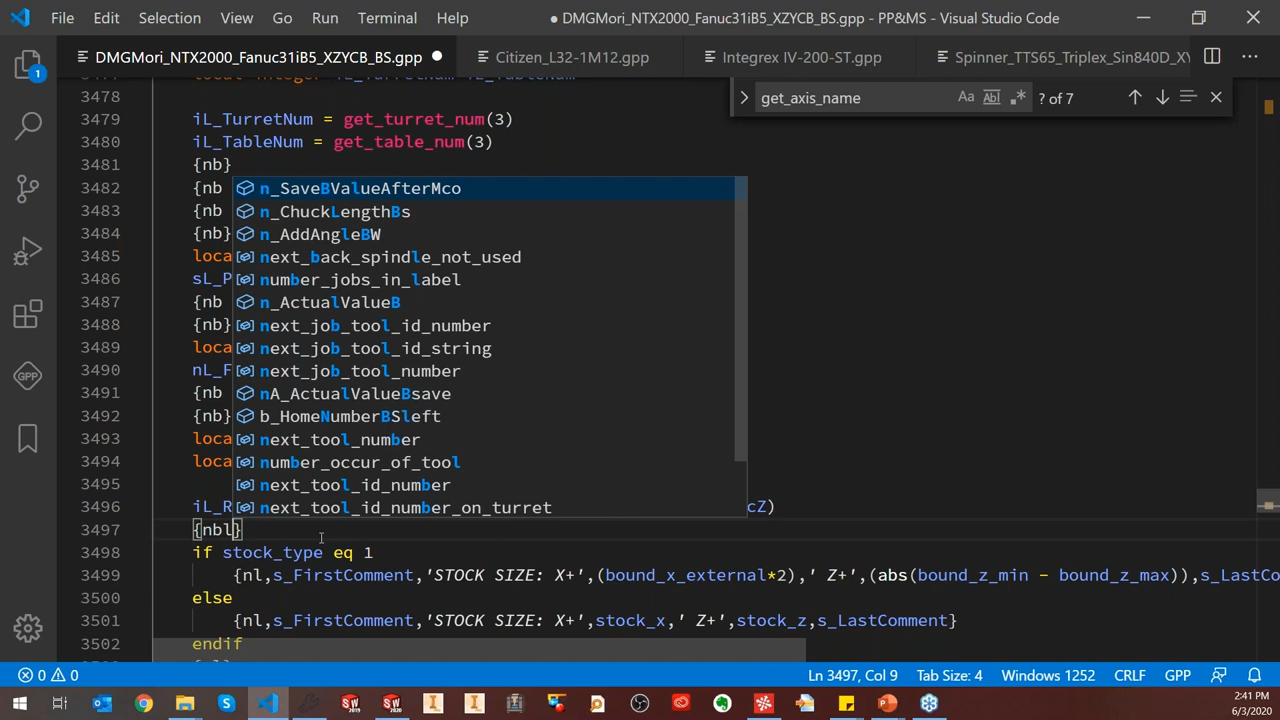 File Edit Selection View Go Run Terminal Help ● DMGMori_NTX2000_Fanuc31iB5_XZYCB_BS.gpp - PP&MS - Visual Studio Code
DMGMori_NTX2000_Fanuc31iB5_XZYCB_BS.gpp ● Citizen_L32-1M12.gpp Integrex IV-200-ST.gpp Spinner_TTS65_Triplex_Sin840D_XY
get_axis_name Aa Abl .* ? of 7
3478
3479 iL_TurretNum = get_turret_num(3)
3480 iL_TableNum = get_table_num(3)
3481 {nb}
3482 {nb n_SaveBValueAfterMco
3483 {nb n_ChuckLengthBs
3484 {nb} n_AddAngleBW
3485 loca next_back_spindle_not_used
3486 sL_P number_jobs_in_label
3487 {nb n_ActualValueB
3488 {nb} next_job_tool_id_number
3489 loca next_job_tool_id_string
3490 nL_F next_job_tool_number
3491 {nb nA_ActualValueBsave
3492 {nb} b_HomeNumberBSleft
3493 loca next_tool_number
3494 loca number_occur_of_tool
3495 next_tool_id_number
3496 iL_R next_tool_id_number_on_turret cZ)
3497 {nbl}
3498 if stock_type eq 1
3499 {nl,s_FirstComment,'STOCK SIZE: X+',(bound_x_external*2),' Z+',(abs(bound_z_min - bound_z_max)),s_LastCo
3500 else
3501 {nl,s_FirstComment,'STOCK SIZE: X+',stock_x,' Z+',stock_z,s_LastComment}
3502 endif
0 0 Ln 3497, Col 9 Tab Size: 4 Windows 1252 CRLF GPP
2:41 PM
6/3/2020